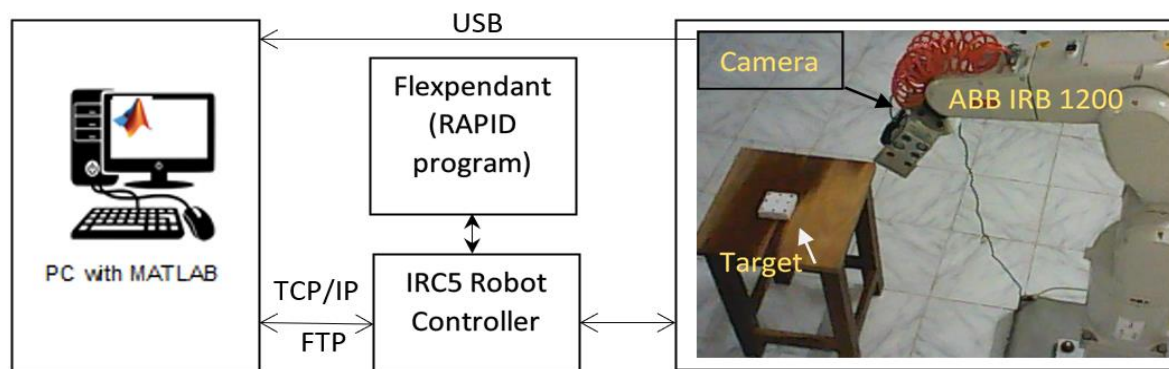 USB
Flexpendant
(RAPID
program)
PC with MATLAB
TCP/IP
FTP
IRC5 Robot
Controller
Camera
ABB IRB 1200
Target